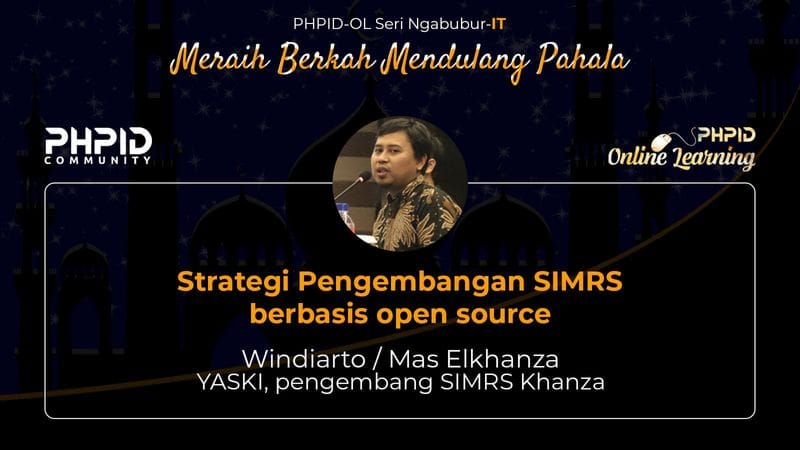 PHPID-OL Seri Ngabubur-IT
Meraih Berkah Mendulang Pahala
PHPID
COMMUNITY
PHPID
Online Learning
Strategi Pengembangan SIMRS
berbasis open source
Windiarto / Mas Elkhanza
YASKI, pengembang SIMRS Khanza